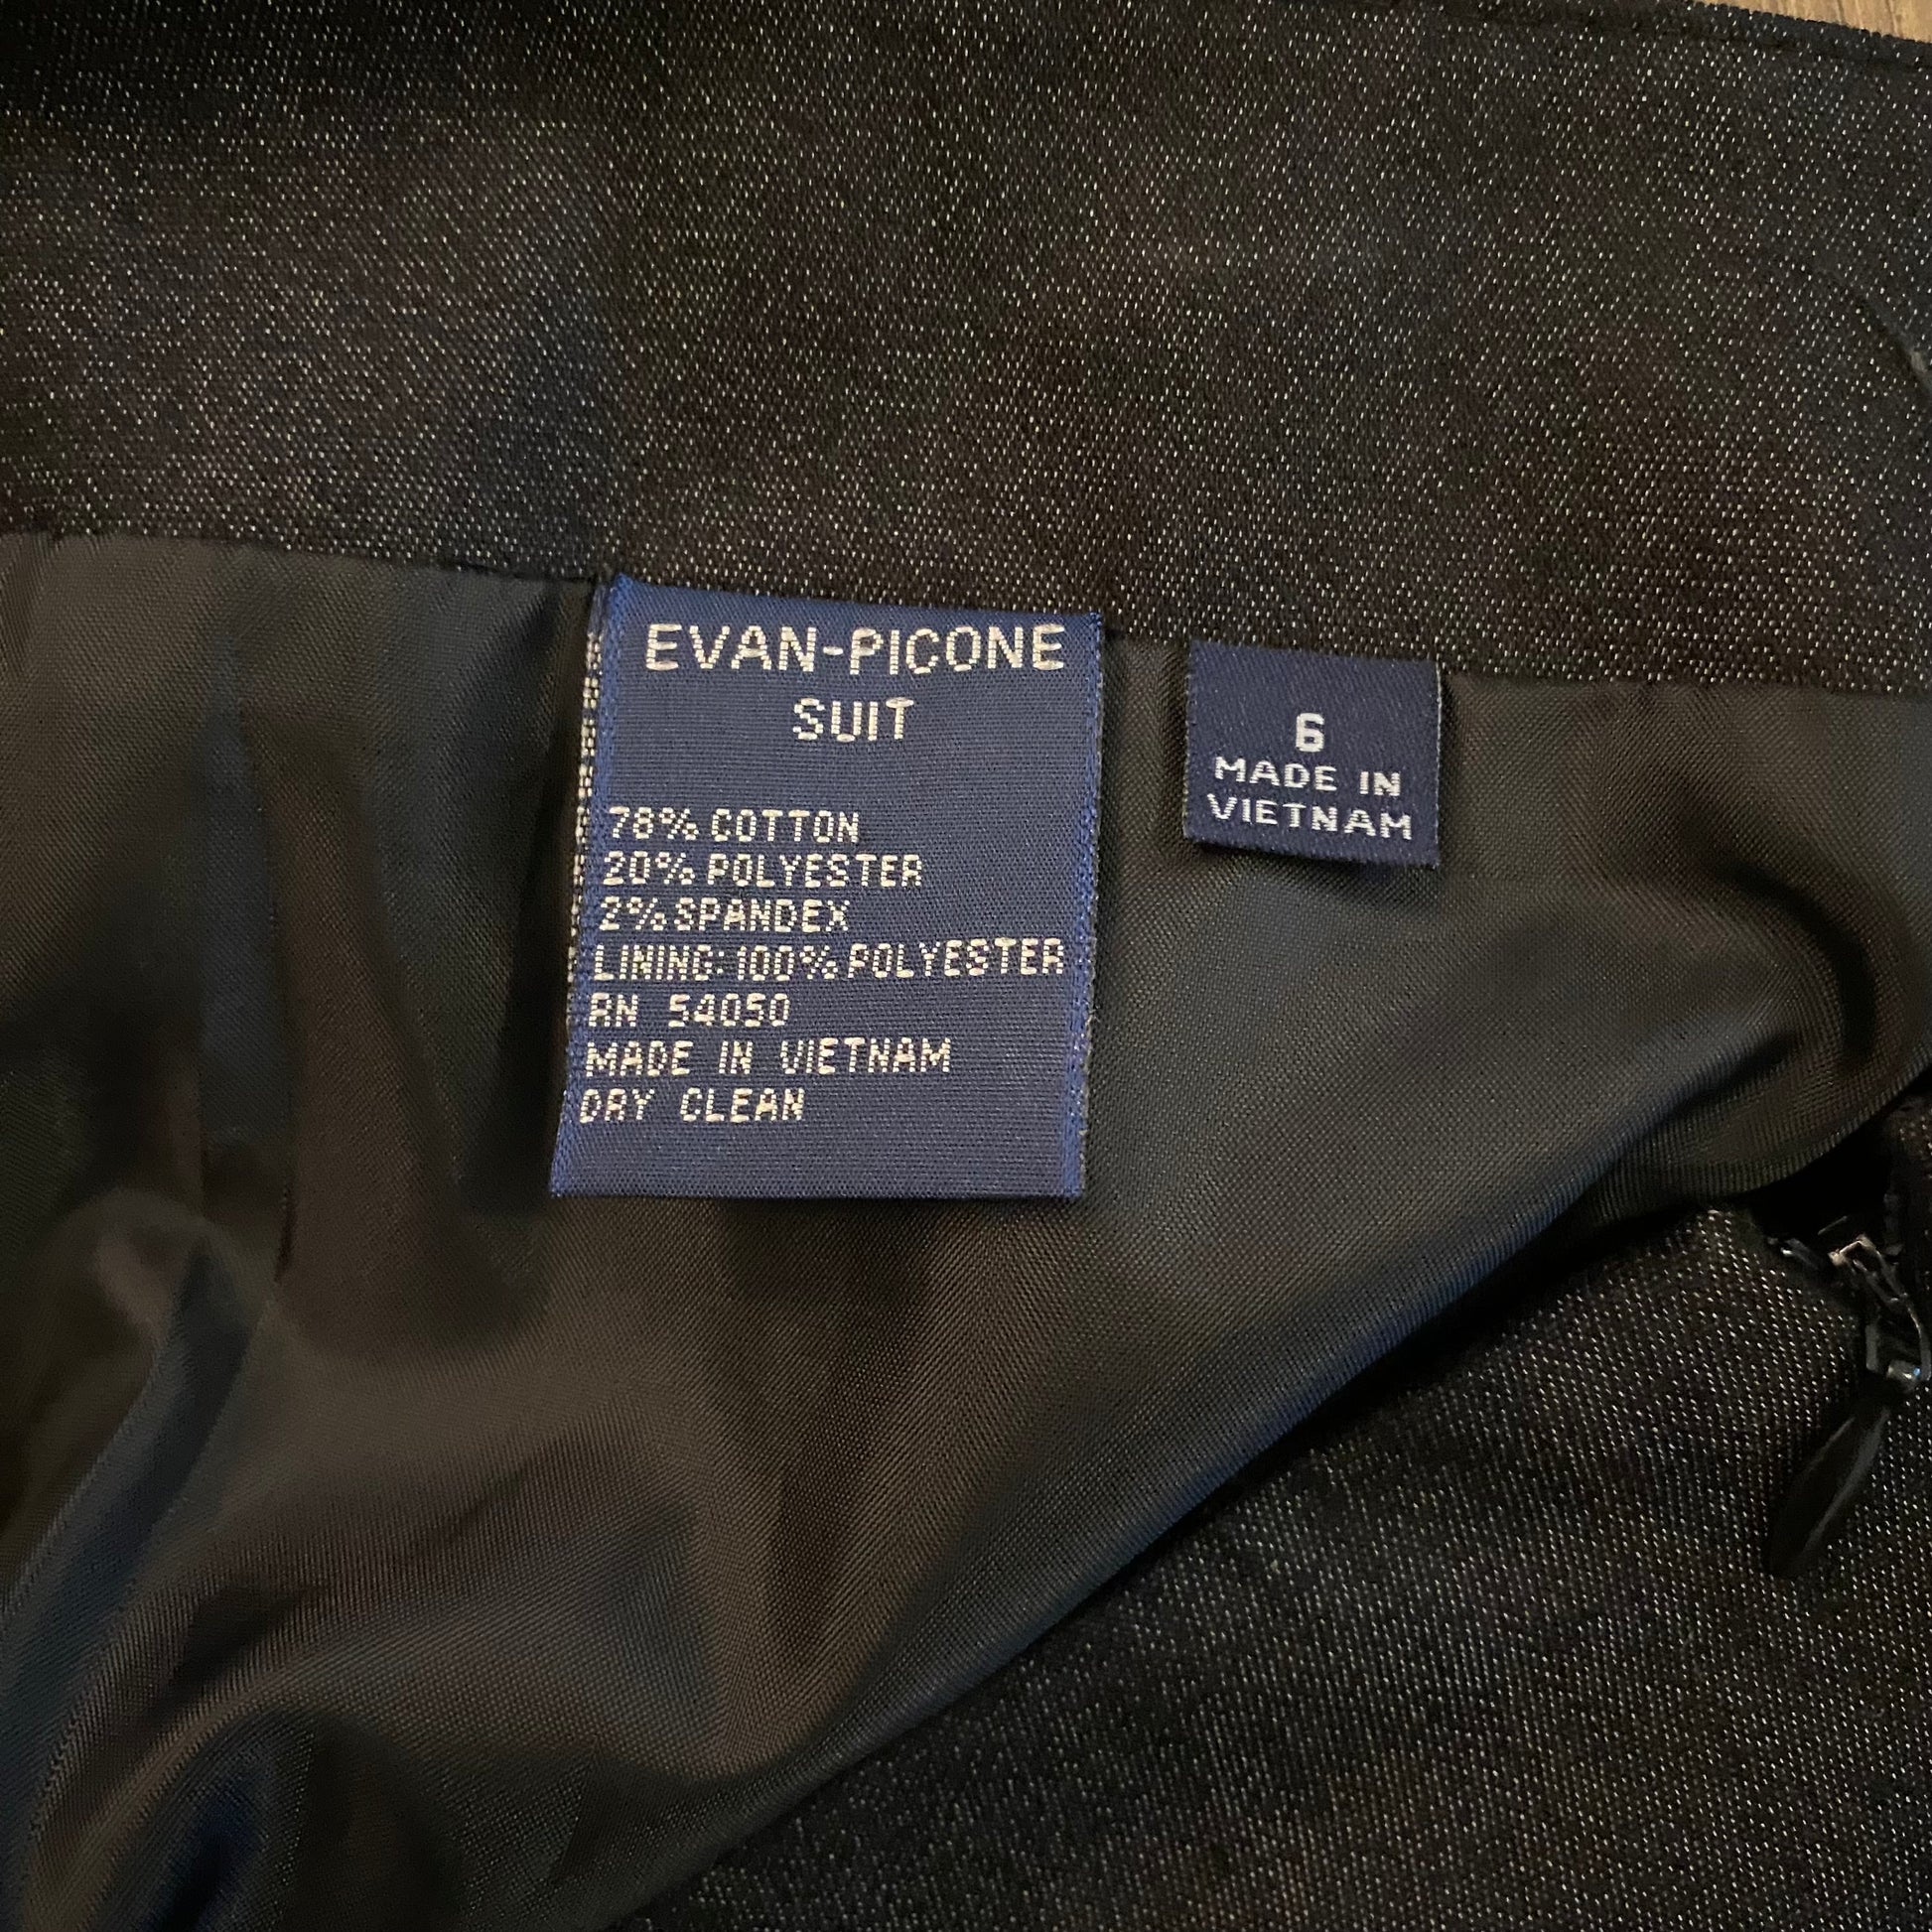 EVAN-PICONE
SUIT
78% COTTON
20% POLYESTER
2% SPANDEX
LINING: 100% POLYESTER
RN 54050
MADE IN VIETNAM
DRY CLEAN
6
MADE IN
VIETNAM